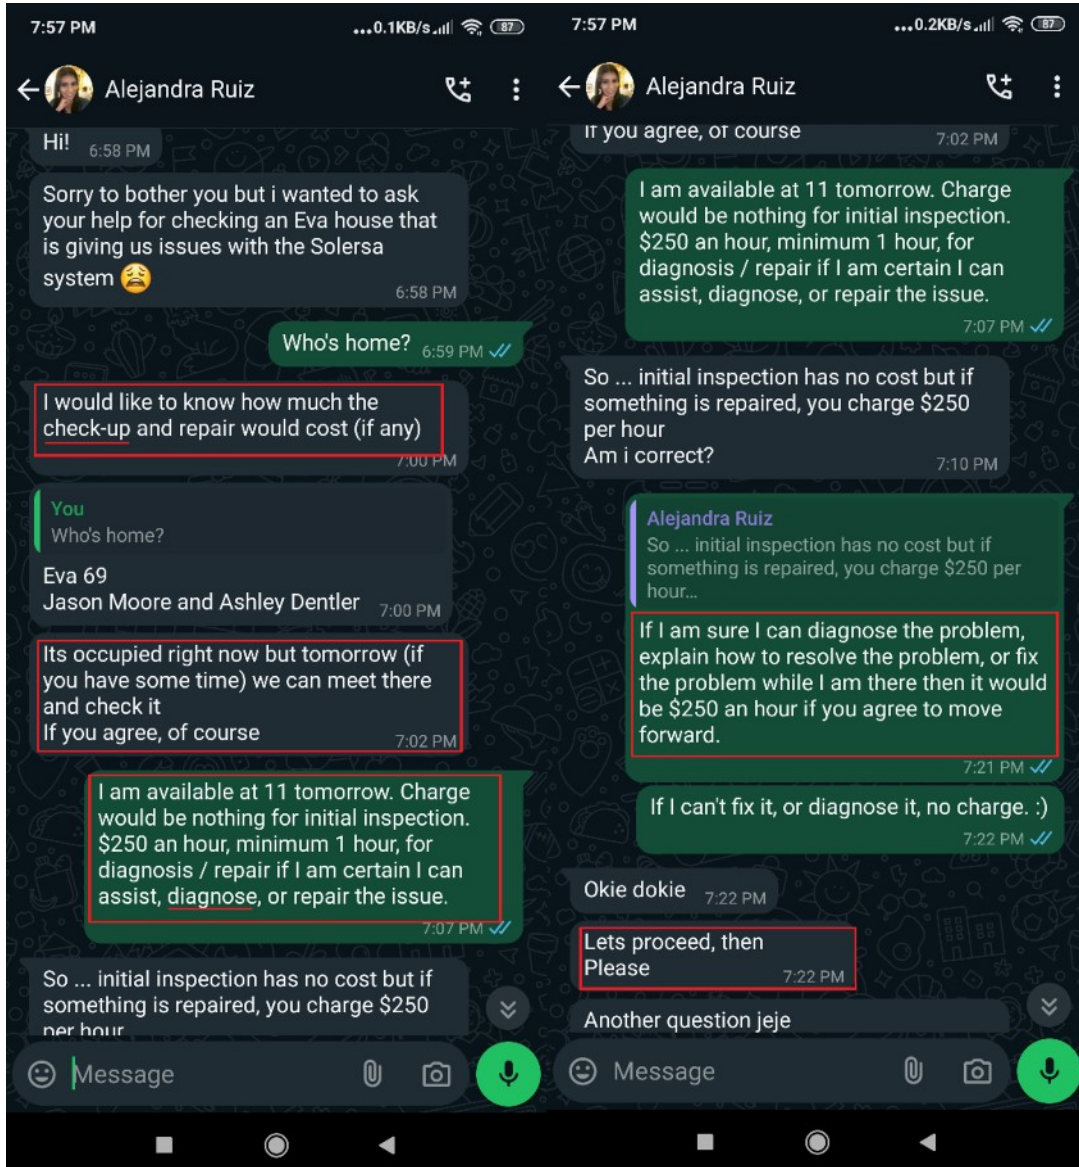 7:57 PM
...0.1KB/s
87
Alejandra Ruiz
Hi!
6:58 PM
Sorry to bother you but i wanted to ask
your help for checking an Eva house that
is giving us issues with the Solersa
system 😩
6:58 PM
Who's home?
6:59 PM
I would like to know how much the
check-up and repair would cost (if any)
7:00 PM
You
Who's home?
Eva 69
Jason Moore and Ashley Dentler
7:00 PM
Its occupied right now but tomorrow (if
you have some time) we can meet there
and check it
If you agree, of course
7:02 PM
I am available at 11 tomorrow. Charge
would be nothing for initial inspection.
$250 an hour, minimum 1 hour, for
diagnosis / repair if I am certain I can
assist, diagnose, or repair the issue.
7:07 PM
So ... initial inspection has no cost but if
something is repaired, you charge $250
per hour
Message
7:57 PM
...0.2KB/s
87
Alejandra Ruiz
If you agree, of course
7:02 PM
I am available at 11 tomorrow. Charge
would be nothing for initial inspection.
$250 an hour, minimum 1 hour, for
diagnosis / repair if I am certain I can
assist, diagnose, or repair the issue.
7:07 PM
So ... initial inspection has no cost but if
something is repaired, you charge $250
per hour
Am i correct?
7:10 PM
Alejandra Ruiz
So ... initial inspection has no cost but if
something is repaired, you charge $250 per
hour...
If I am sure I can diagnose the problem,
explain how to resolve the problem, or fix
the problem while I am there then it would
be $250 an hour if you agree to move
forward.
7:21 PM
If I can't fix it, or diagnose it, no charge. :)
7:22 PM
Okie dokie
7:22 PM
Lets proceed, then
Please
7:22 PM
Another question jeje
Message